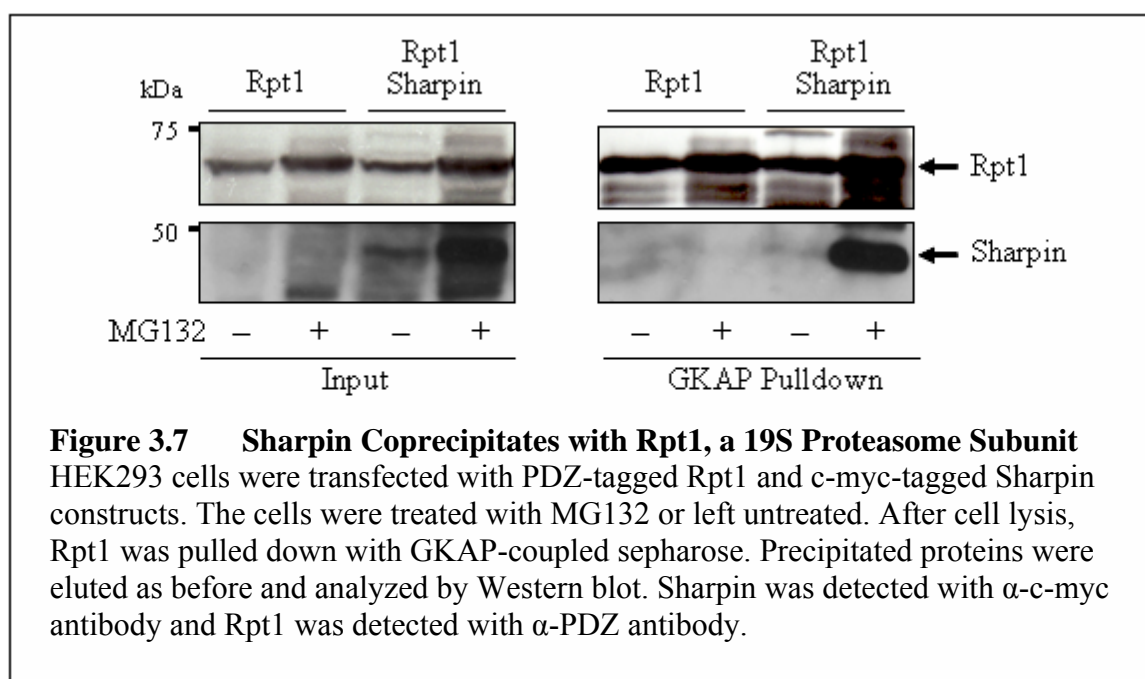 Rpt1
Rpt1
kDa Rpt1 Sharpin Rpt1 Sharpin
75
Rpt1
50
Sharpin
MG132 – + – + – + – +
Input GKAP Pulldown
Figure 3.7 Sharpin Coprecipitates with Rpt1, a 19S Proteasome Subunit
HEK293 cells were transfected with PDZ-tagged Rpt1 and c-myc-tagged Sharpin
constructs. The cells were treated with MG132 or left untreated. After cell lysis,
Rpt1 was pulled down with GKAP-coupled sepharose. Precipitated proteins were
eluted as before and analyzed by Western blot. Sharpin was detected with α-c-myc
antibody and Rpt1 was detected with α-PDZ antibody.